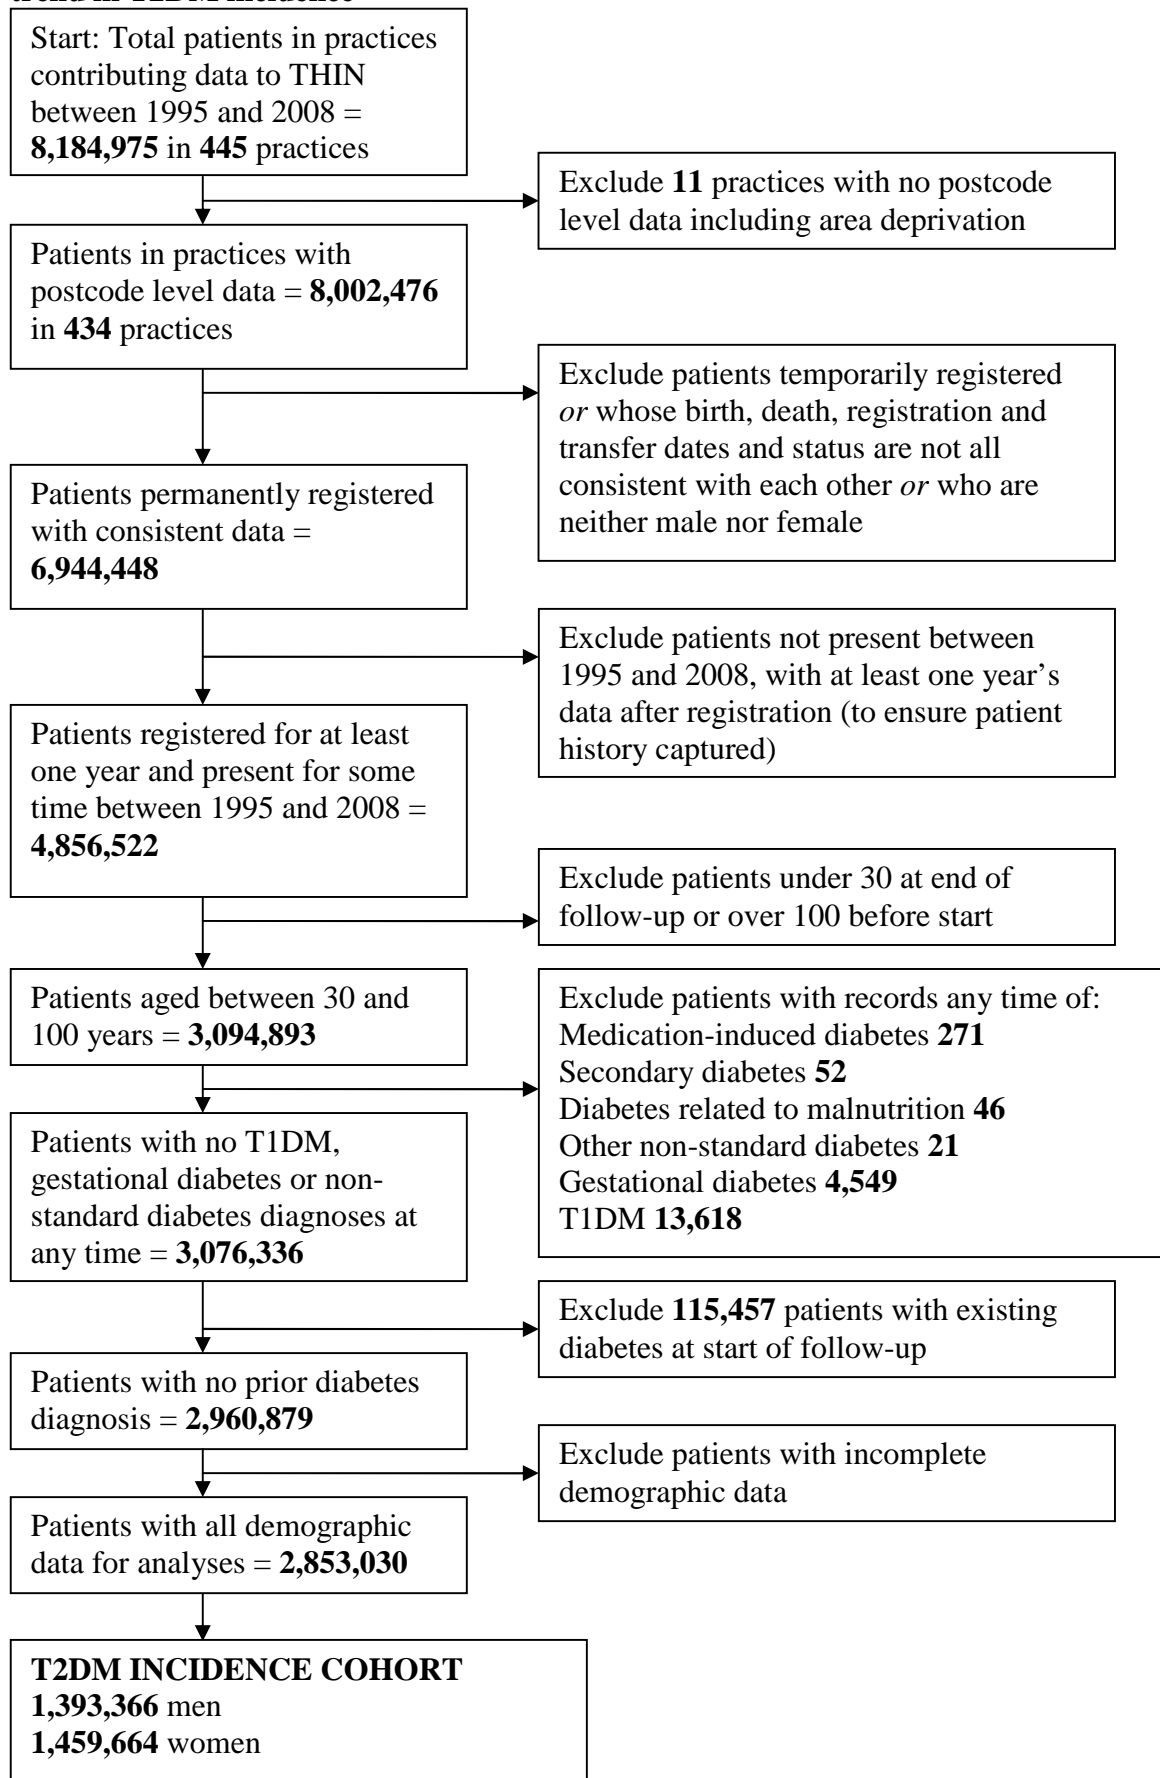 trend in T2DM incidence
Start: Total patients in practices
contributing data to THIN
between 1995 and 2008 =
8,184,975 in 445 practices
Exclude 11 practices with no postcode
level data including area deprivation
Patients in practices with
postcode level data = 8,002,476
in 434 practices
Exclude patients temporarily registered
or whose birth, death, registration and
transfer dates and status are not all
consistent with each other or who are
neither male nor female
Patients permanently registered
with consistent data =
6,944,448
Exclude patients not present between
1995 and 2008, with at least one year’s
data after registration (to ensure patient
history captured)
Patients registered for at least
one year and present for some
time between 1995 and 2008 =
4,856,522
Exclude patients under 30 at end of
follow-up or over 100 before start
Patients aged between 30 and
100 years = 3,094,893
Exclude patients with records any time of:
Medication-induced diabetes 271
Secondary diabetes 52
Diabetes related to malnutrition 46
Other non-standard diabetes 21
Gestational diabetes 4,549
T1DM 13,618
Patients with no T1DM,
gestational diabetes or non-
standard diabetes diagnoses at
any time = 3,076,336
Exclude 115,457 patients with existing
diabetes at start of follow-up
Patients with no prior diabetes
diagnosis = 2,960,879
Exclude patients with incomplete
demographic data
Patients with all demographic
data for analyses = 2,853,030
T2DM INCIDENCE COHORT
1,393,366 men
1,459,664 women